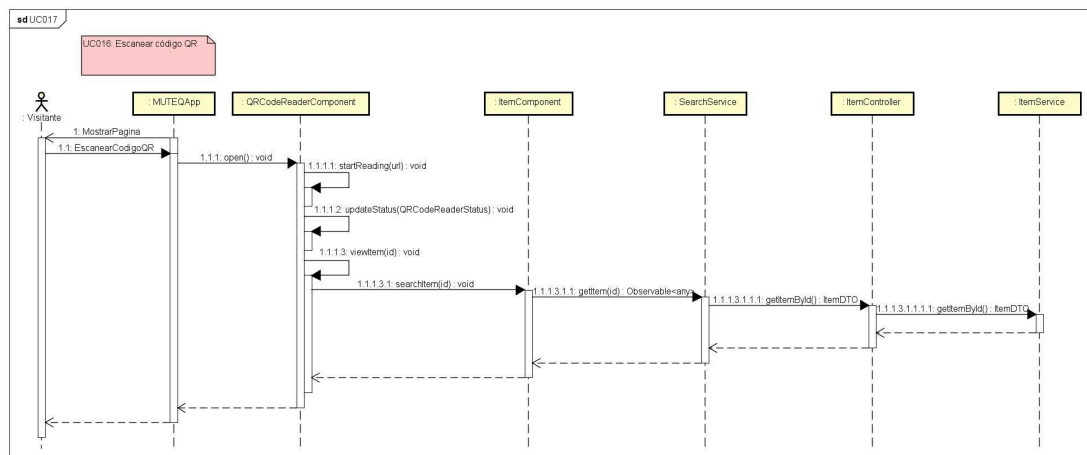 sd UC017
UC016: Escanear código QR
: Visitante
: MUTEQApp
: QRCodeReaderComponent
: ItemComponent
: SearchService
: ItemController
: ItemService
1: MostrarPagina
1.1: EscanearCodigoQR
1.1.1: open() : void
1.1.1.1: startReading(url) : void
1.1.1.2: updateStatus(QRCodeReaderStatus) : void
1.1.1.3: viewItem(id) : void
1.1.1.3.1: searchItem(id) : void
1.1.1.3.1.1: getItem(id) : Observable<any>
1.1.1.3.1.1.1: getItemById() : ItemDTO
1.1.1.3.1.1.1.1: getItemById() : ItemDTO